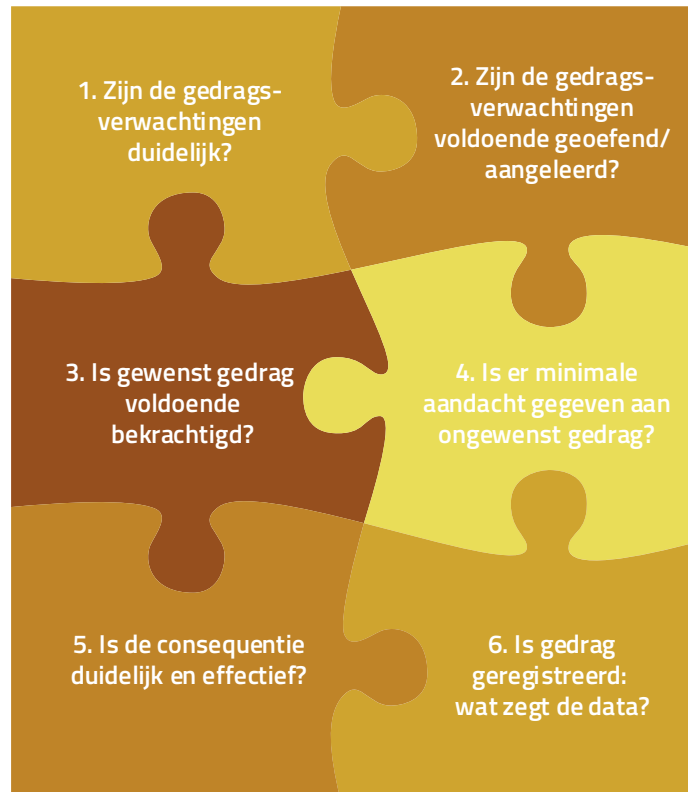 1. Zijn de gedrags-
verwachtingen
duidelijk?
2. Zijn de gedrags-
verwachtingen
voldoende geoefend/
aangeleerd?
3. Is gewenst gedrag
voldoende
bekrachtigd?
4. Is er minimale
aandacht gegeven aan
ongewenst gedrag?
5. Is de consequentie
duidelijk en effectief?
6. Is gedrag
geregistreerd:
wat zegt de data?